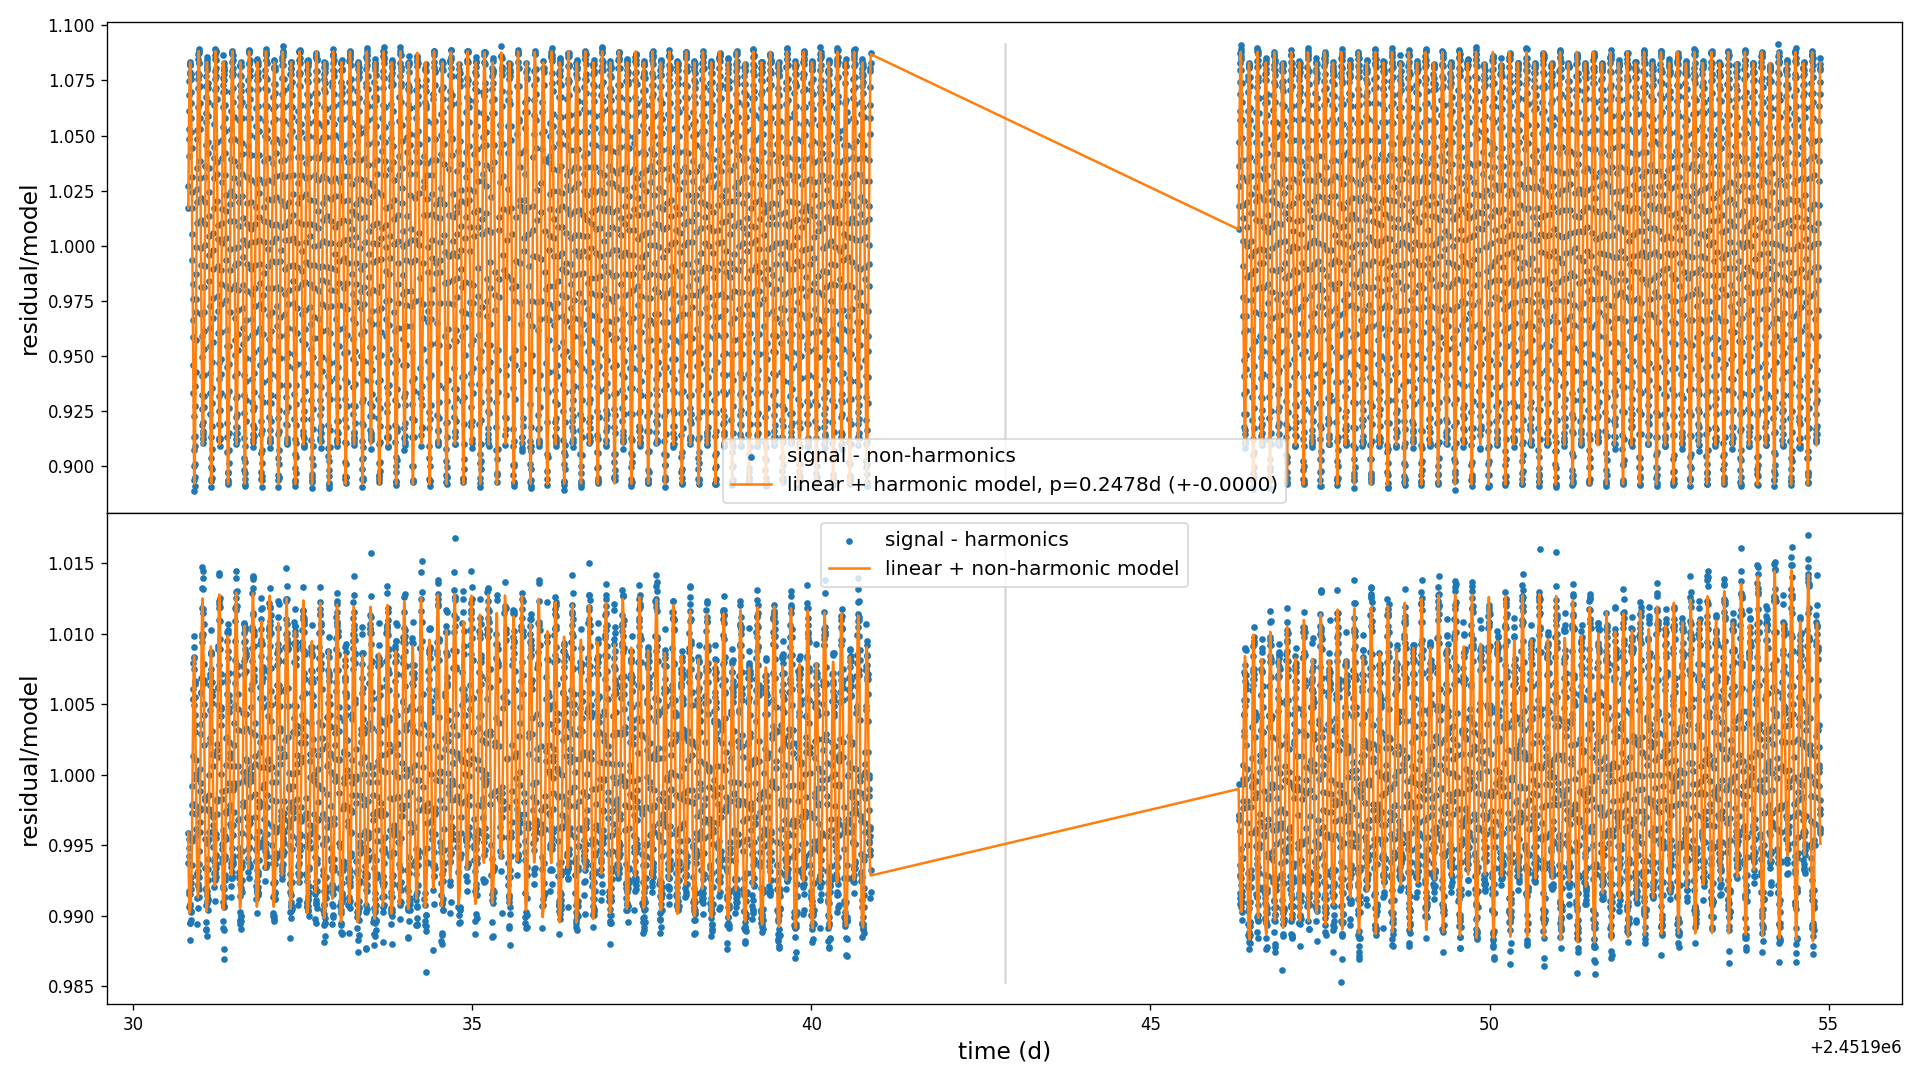 1.100
1.075
1.050
1.025
1.000
0.975
0.950
0.925
0.900
residual/model
signal - non-harmonics
linear + harmonic model, p=0.2478d (+-0.0000)
signal - harmonics
linear + non-harmonic model
1.015
1.010
1.005
1.000
0.995
0.990
0.985
residual/model
30 35 40 45 50 55
time (d)
+2.4519e6